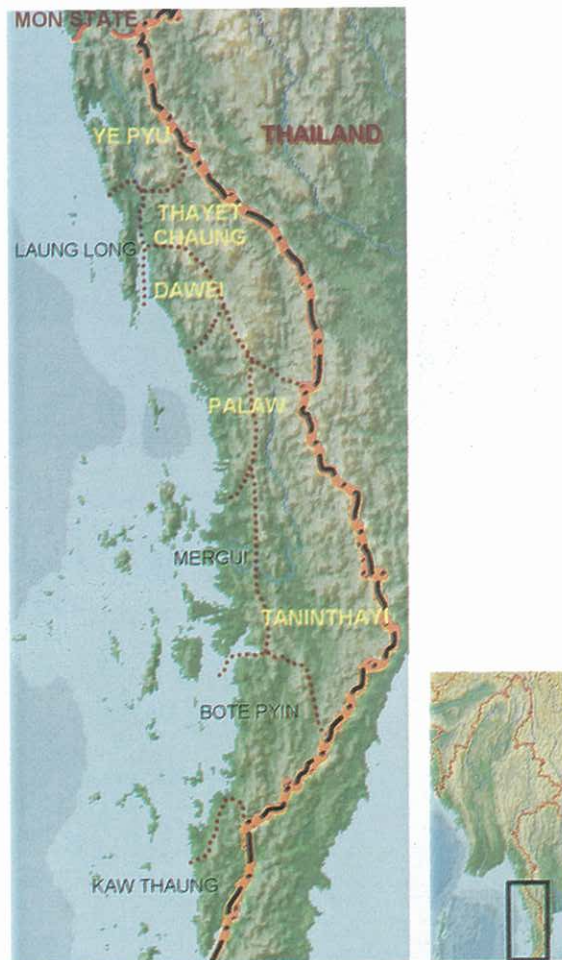 MON STATE
YE PYU
THAILAND
THAYET
CHAUNG
LAUNG LONG
DAWEI
PALAW
MERGUI
TANINTHAYI
BOTE PYIN
KAW THAUNG